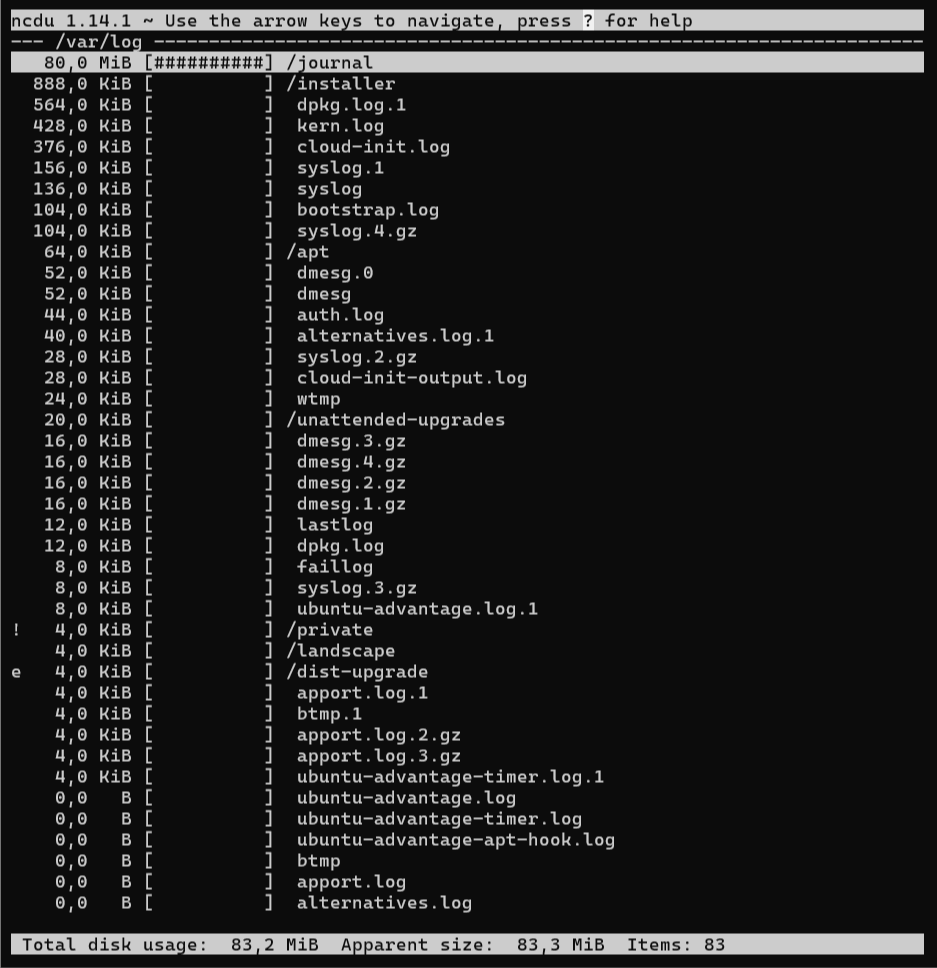 ncdu 1.14.1 ~ Use the arrow keys to navigate, press ? for help
--- /var/log ----------------------------------------------------------------------
   80,0 MiB [##########] /journal
  888,0 KiB [          ] /installer
  564,0 KiB [          ]  dpkg.log.1
  428,0 KiB [          ]  kern.log
  376,0 KiB [          ]  cloud-init.log
  156,0 KiB [          ]  syslog.1
  136,0 KiB [          ]  syslog
  104,0 KiB [          ]  bootstrap.log
  104,0 KiB [          ]  syslog.4.gz
   64,0 KiB [          ] /apt
   52,0 KiB [          ]  dmesg.0
   52,0 KiB [          ]  dmesg
   44,0 KiB [          ]  auth.log
   40,0 KiB [          ]  alternatives.log.1
   28,0 KiB [          ]  syslog.2.gz
   28,0 KiB [          ]  cloud-init-output.log
   24,0 KiB [          ]  wtmp
   20,0 KiB [          ] /unattended-upgrades
   16,0 KiB [          ]  dmesg.3.gz
   16,0 KiB [          ]  dmesg.4.gz
   16,0 KiB [          ]  dmesg.2.gz
   16,0 KiB [          ]  dmesg.1.gz
   12,0 KiB [          ]  lastlog
   12,0 KiB [          ]  dpkg.log
    8,0 KiB [          ]  faillog
    8,0 KiB [          ]  syslog.3.gz
    8,0 KiB [          ]  ubuntu-advantage.log.1
!   4,0 KiB [          ] /private
    4,0 KiB [          ] /landscape
e   4,0 KiB [          ] /dist-upgrade
    4,0 KiB [          ]  apport.log.1
    4,0 KiB [          ]  btmp.1
    4,0 KiB [          ]  apport.log.2.gz
    4,0 KiB [          ]  apport.log.3.gz
    4,0 KiB [          ]  ubuntu-advantage-timer.log.1
    0,0   B [          ]  ubuntu-advantage.log
    0,0   B [          ]  ubuntu-advantage-timer.log
    0,0   B [          ]  ubuntu-advantage-apt-hook.log
    0,0   B [          ]  btmp
    0,0   B [          ]  apport.log
    0,0   B [          ]  alternatives.log
 Total disk usage:  83,2 MiB  Apparent size:  83,3 MiB  Items: 83